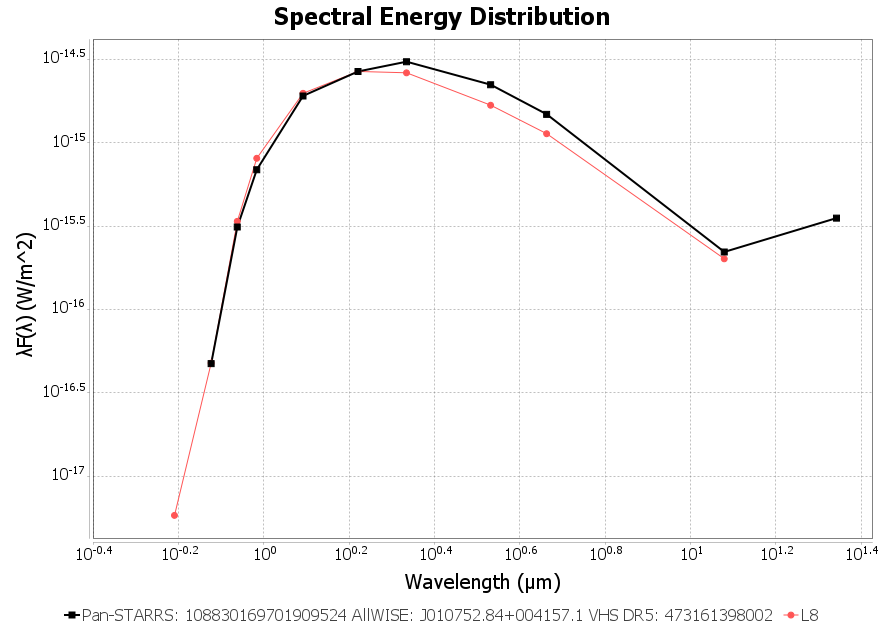 Spectral Energy Distribution
λF(λ) (W/m^2)
10^-14.5
10^-15
10^-15.5
10^-16
10^-16.5
10^-17
10^-0.4 10^-0.2 10^0 10^0.2 10^0.4 10^0.6 10^0.8 10^1 10^1.2 10^1.4
Wavelength (μm)
Pan-STARRS: 108830169701909524 AllWISE: J010752.84+004157.1 VHS DR5: 473161398002 L8